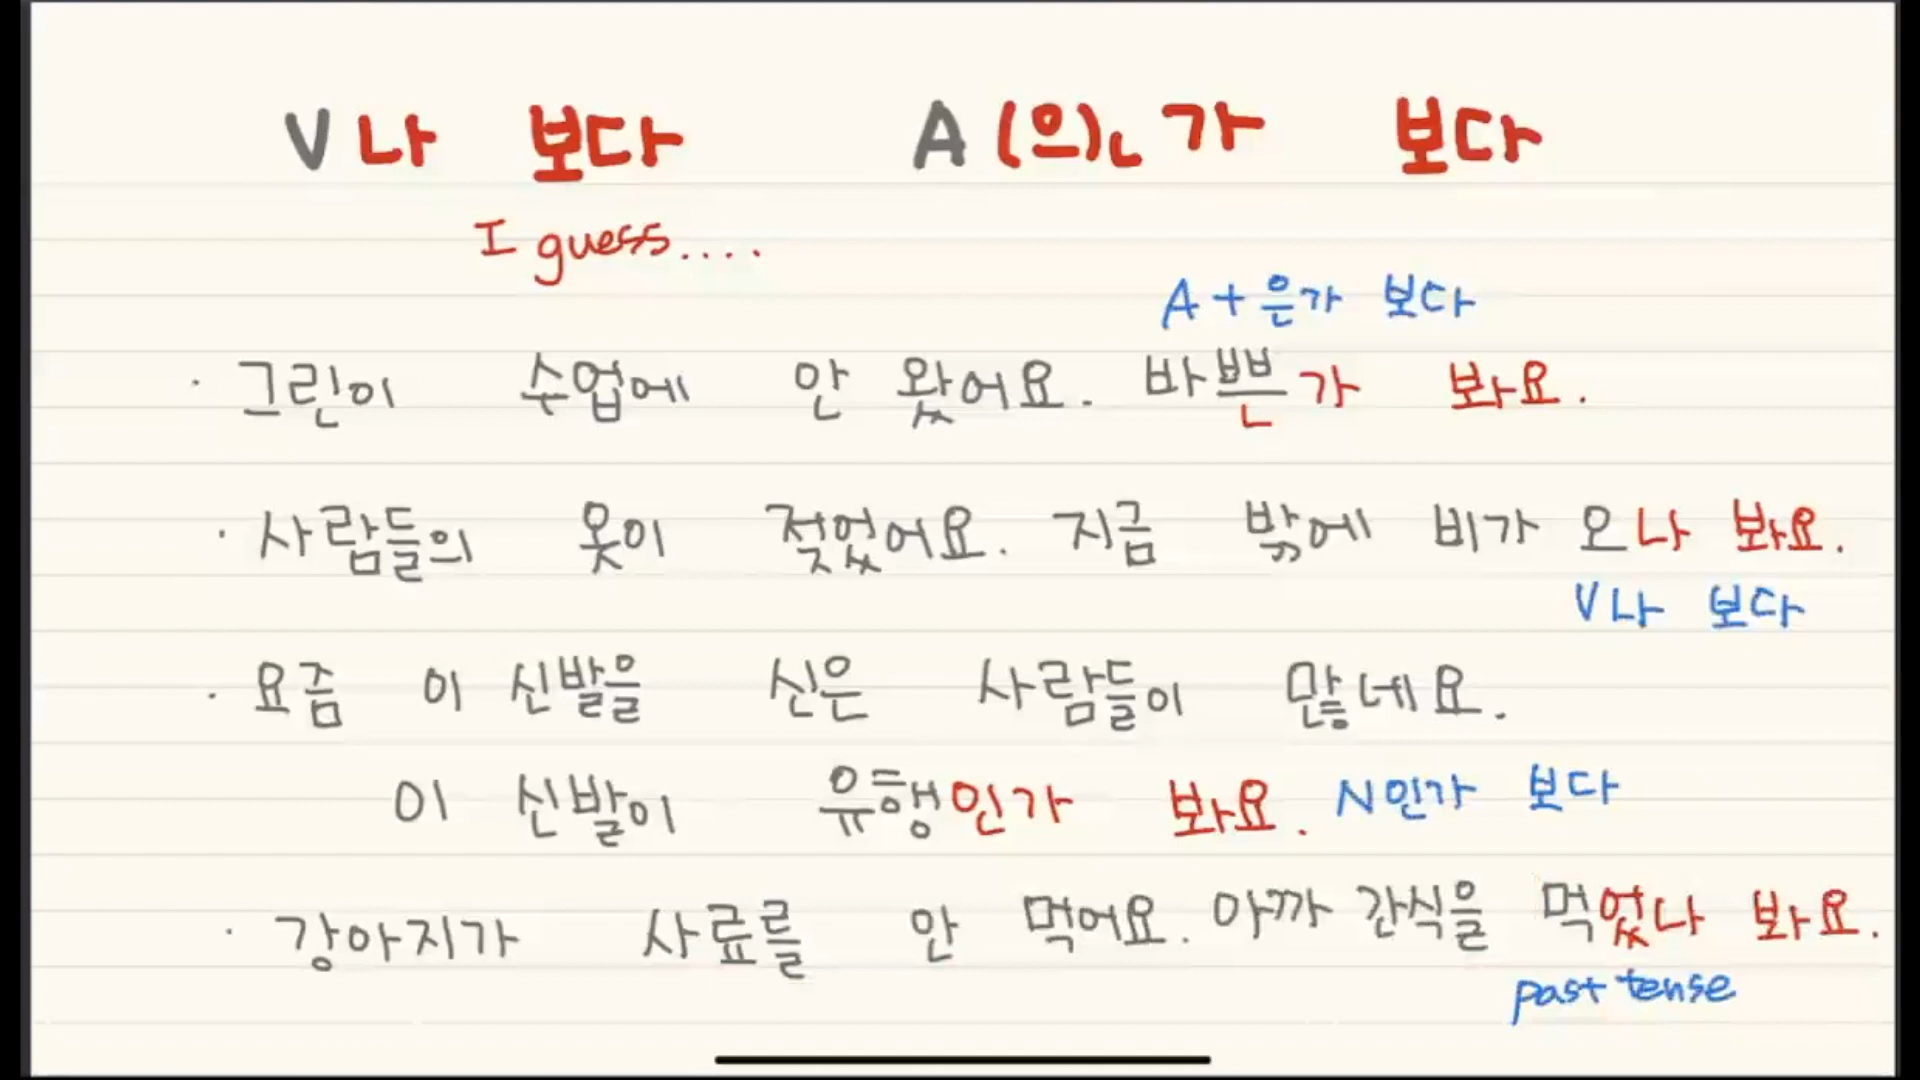 V나 보다 A(으)ㄴ가 보다
I guess....
A+은가 보다
· 그린이 수업에 안 왔어요. 바쁜가 봐요.
· 사람들의 옷이 젖었어요. 지금 밖에 비가 오나 봐요.
V나 보다
· 요즘 이 신발을 신은 사람들이 많네요.
이 신발이 유행인가 봐요. N인가 보다
· 강아지가 사료를 안 먹어요. 아까 간식을 먹었나 봐요.
past tense